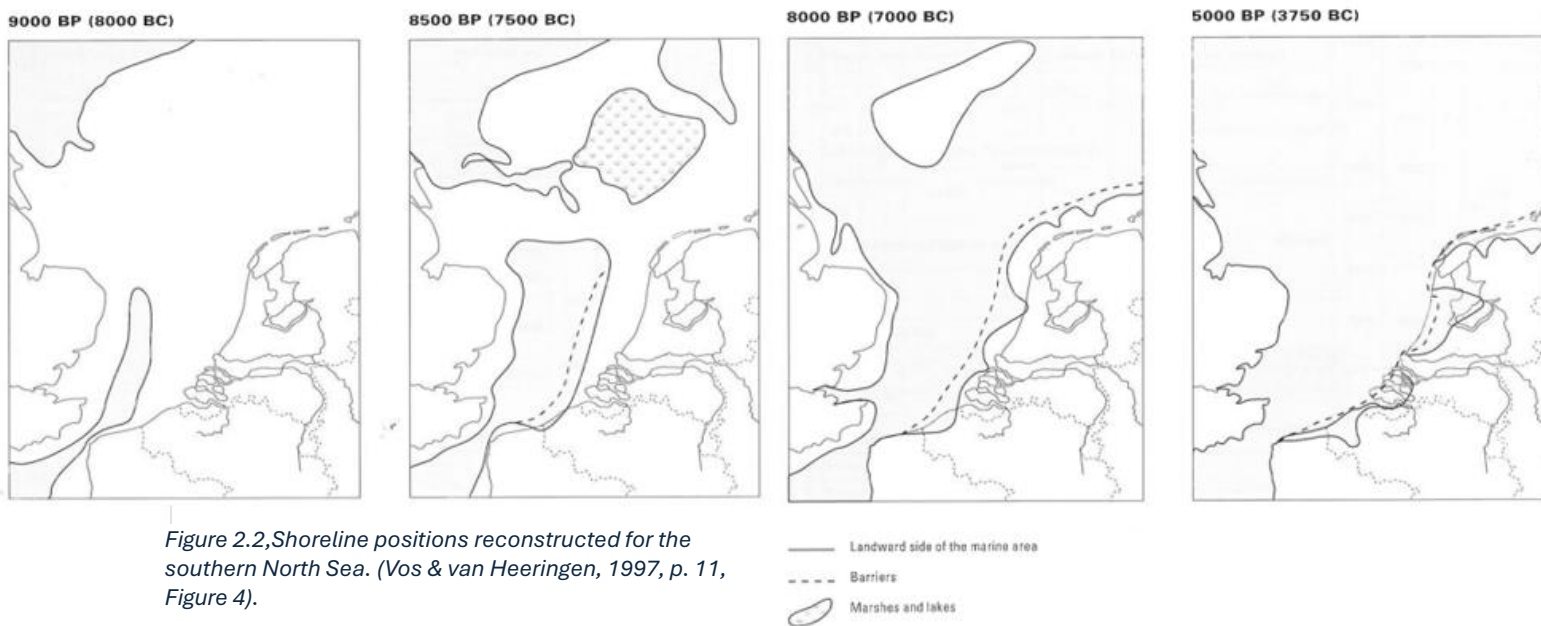 9000 BP (8000 BC)
8500 BP (7500 BC)
8000 BP (7000 BC)
5000 BP (3750 BC)
Figure 2.2,Shoreline positions reconstructed for the
southern North Sea. (Vos & van Heeringen, 1997, p. 11,
Figure 4).
Landward side of the marine area
Barriers
Marshes and lakes